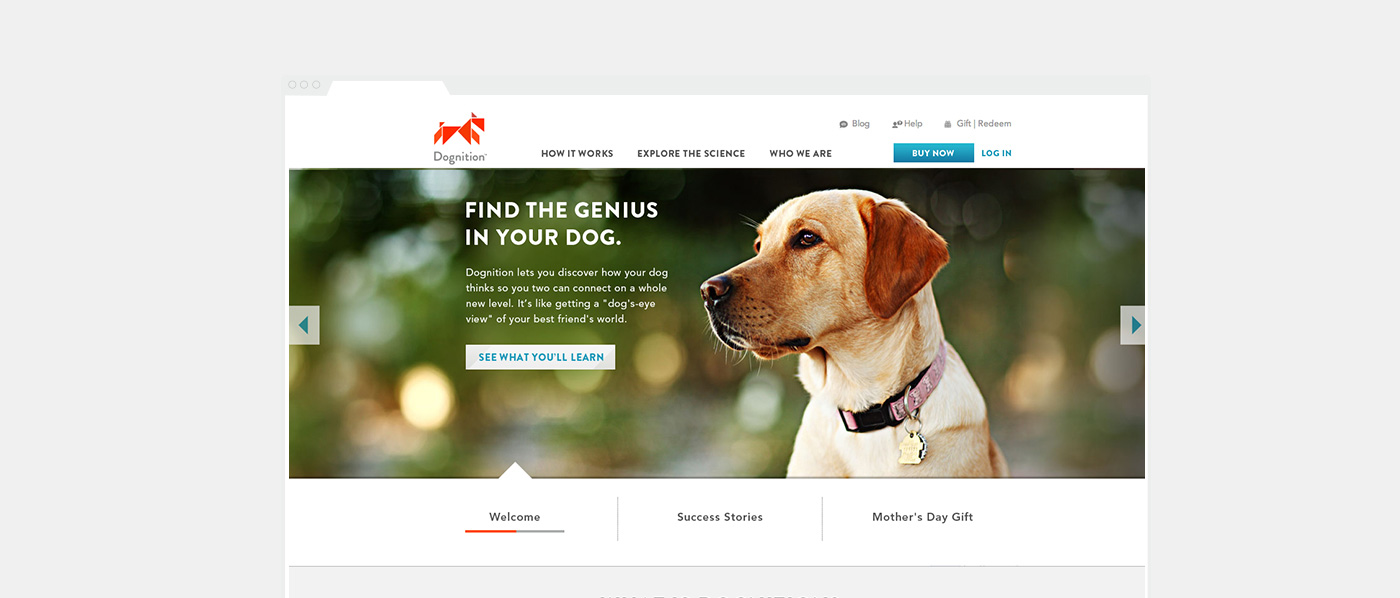 Blog
Help
Gift | Redeem
Dognition
HOW IT WORKS
EXPLORE THE SCIENCE
WHO WE ARE
BUY NOW
LOG IN
FIND THE GENIUS
IN YOUR DOG.
Dognition lets you discover how your dog
thinks so you two can connect on a whole
new level. It's like getting a "dog's-eye
view" of your best friend's world.
SEE WHAT YOU'LL LEARN
Welcome
Success Stories
Mother's Day Gift